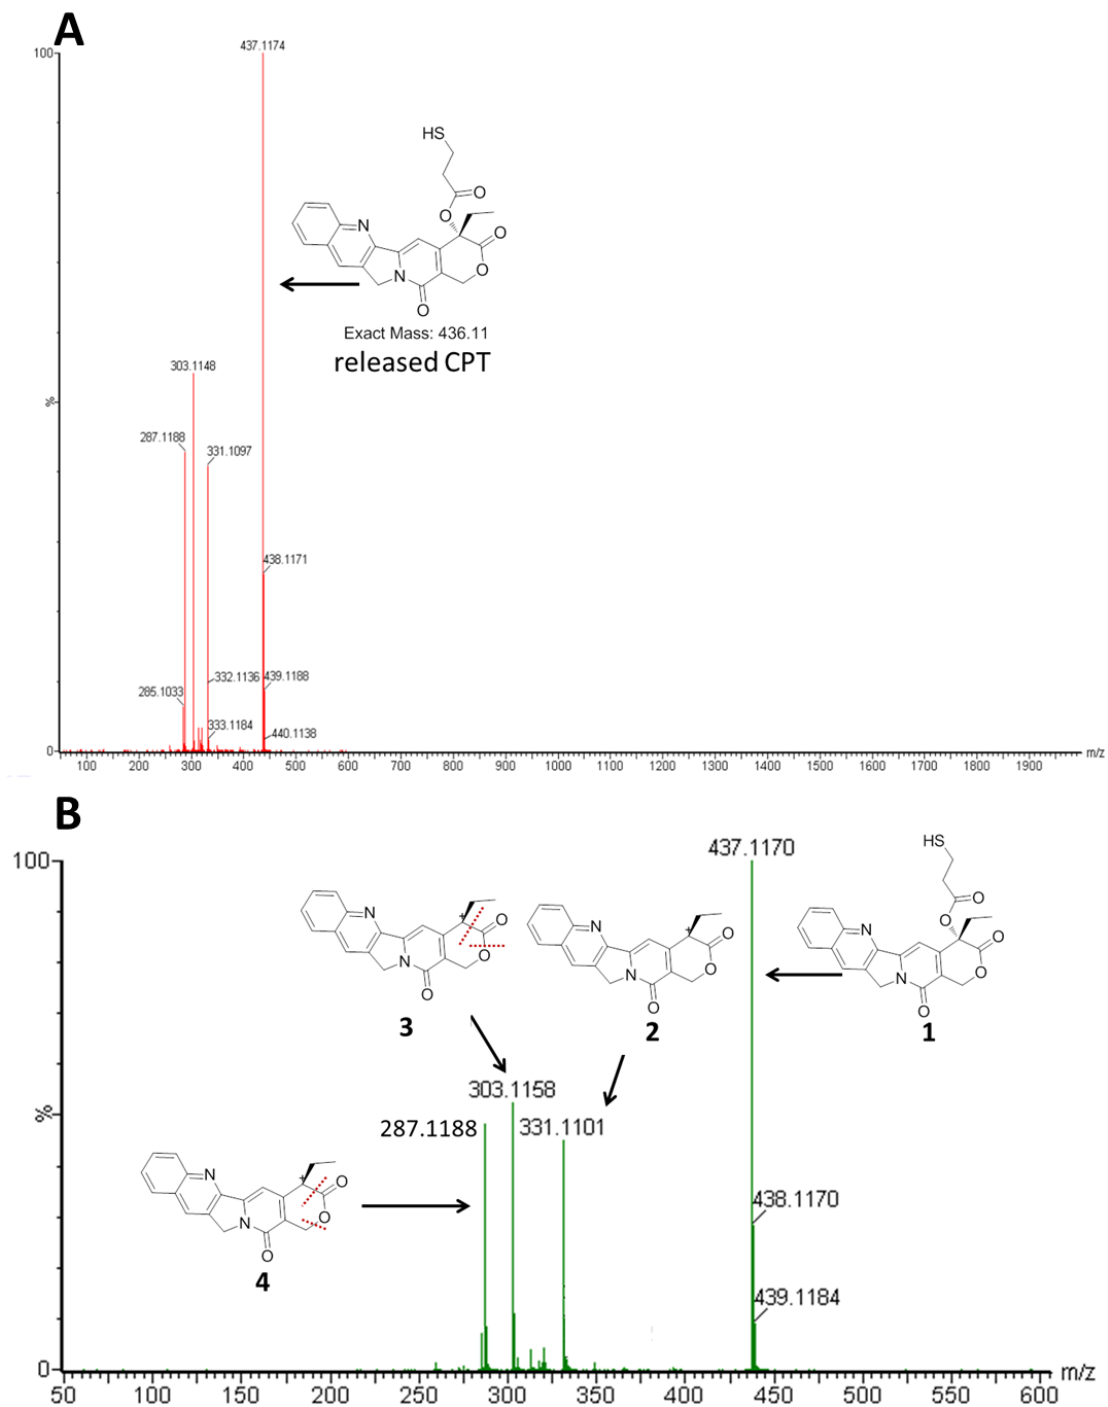 A
100
437.1174
HS
O
O
N
O
N
O
O
Exact Mass: 436.11
released CPT
303.1148
%
287.1188
331.1097
438.1171
332.1136
439.1188
285.1033
333.1184
440.1138
0
m/z
100 200 300 400 500 600 700 800 900 1000 1100 1200 1300 1400 1500 1600 1700 1800 1900
B
100
437.1170
HS
O
O
N
O
N
O
O
3
N
O
N
O
O
2
N
O
N
O
O
1
303.1158
%
287.1188
331.1101
N
O
N
O
O
4
438.1170
439.1184
0
m/z
50 100 150 200 250 300 350 400 450 500 550 600